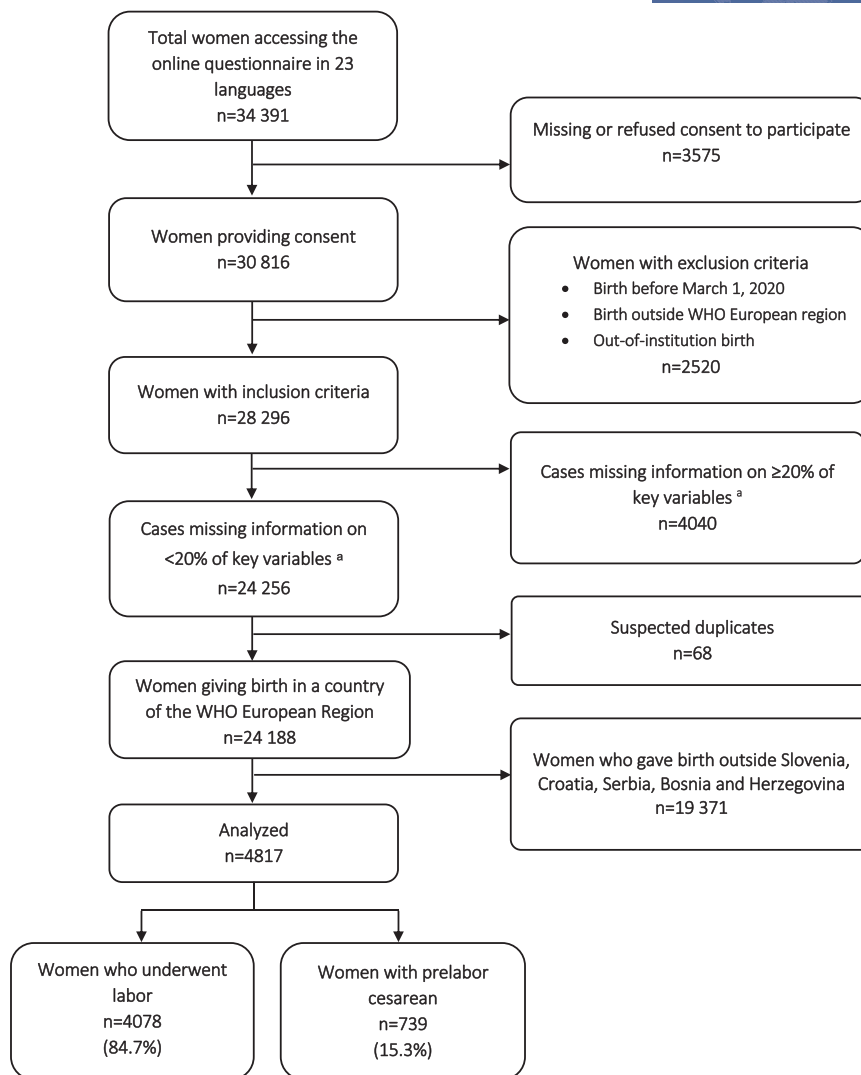 Total women accessing the
online questionnaire in 23
languages
n=34 391
Missing or refused consent to participate
n=3575
Women providing consent
n=30 816
Women with exclusion criteria
• Birth before March 1, 2020
• Birth outside WHO European region
• Out-of-institution birth
n=2520
Women with inclusion criteria
n=28 296
Cases missing information on ≥20% of
key variables ᵃ
n=4040
Cases missing information on
<20% of key variables ᵃ
n=24 256
Suspected duplicates
n=68
Women giving birth in a country
of the WHO European Region
n=24 188
Women who gave birth outside Slovenia,
Croatia, Serbia, Bosnia and Herzegovina
n=19 371
Analyzed
n=4817
Women who underwent
labor
n=4078
(84.7%)
Women with prelabor
cesarean
n=739
(15.3%)